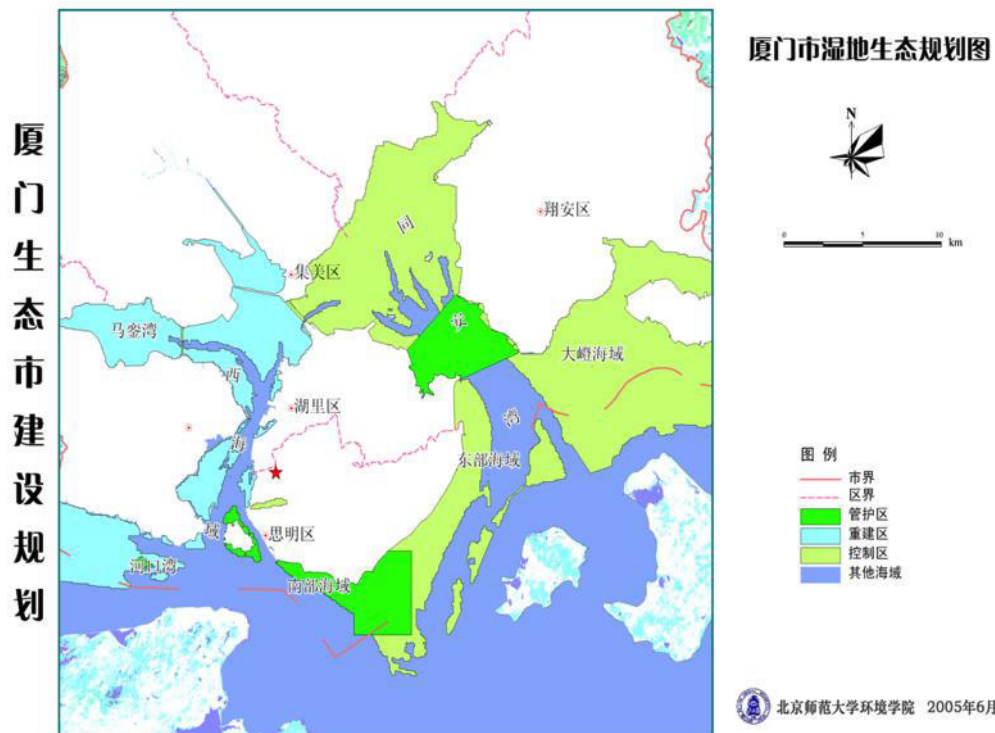 厦门市湿地生态规划图
厦门生态市建设规划
N
0 5 10
km
翔安区
同
集美区
安
马銮湾
大嶝海域
西
湖里区
湾
海
东部海域
域
思明区
河口湾
南部海域
图 例
市界
区界
管护区
重建区
控制区
其他海域
北京师范大学环境学院 2005年6月